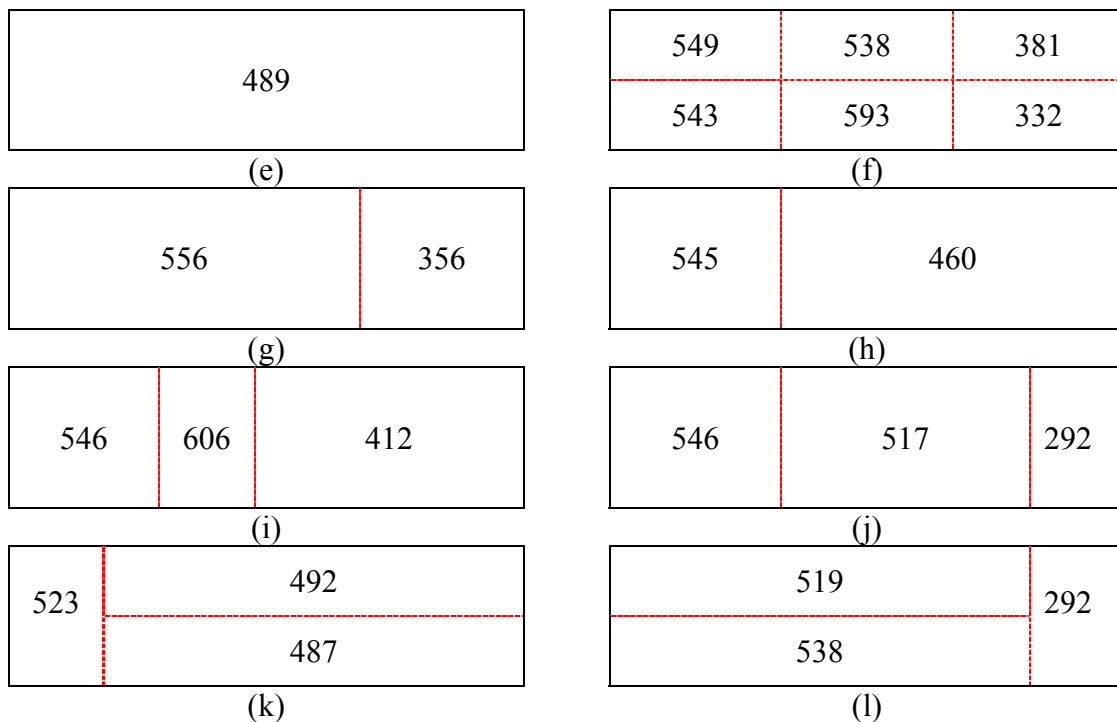 489
(e)
549 538 381
543 593 332
(f)
556 356
(g)
545 460
(h)
546 606 412
(i)
546 517 292
(j)
523 492
487
(k)
519 292
538
(l)